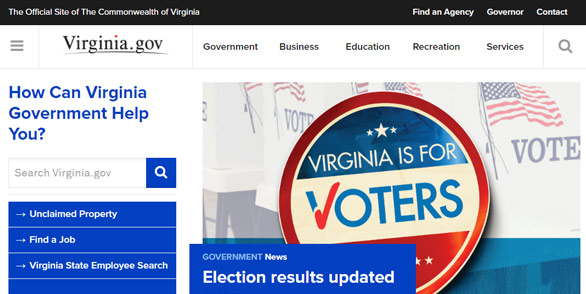 The Official Site of The Commonwealth of Virginia
Find an Agency Governor Contact
Virginia.gov
Government Business Education Recreation Services
How Can Virginia
Government Help
You?
Search Virginia.gov
→ Unclaimed Property
→ Find a Job
→ Virginia State Employee Search
VOTE
VOTE
VOTE
VIRGINIA IS FOR
VOTERS
GOVERNMENT News
Election results updated